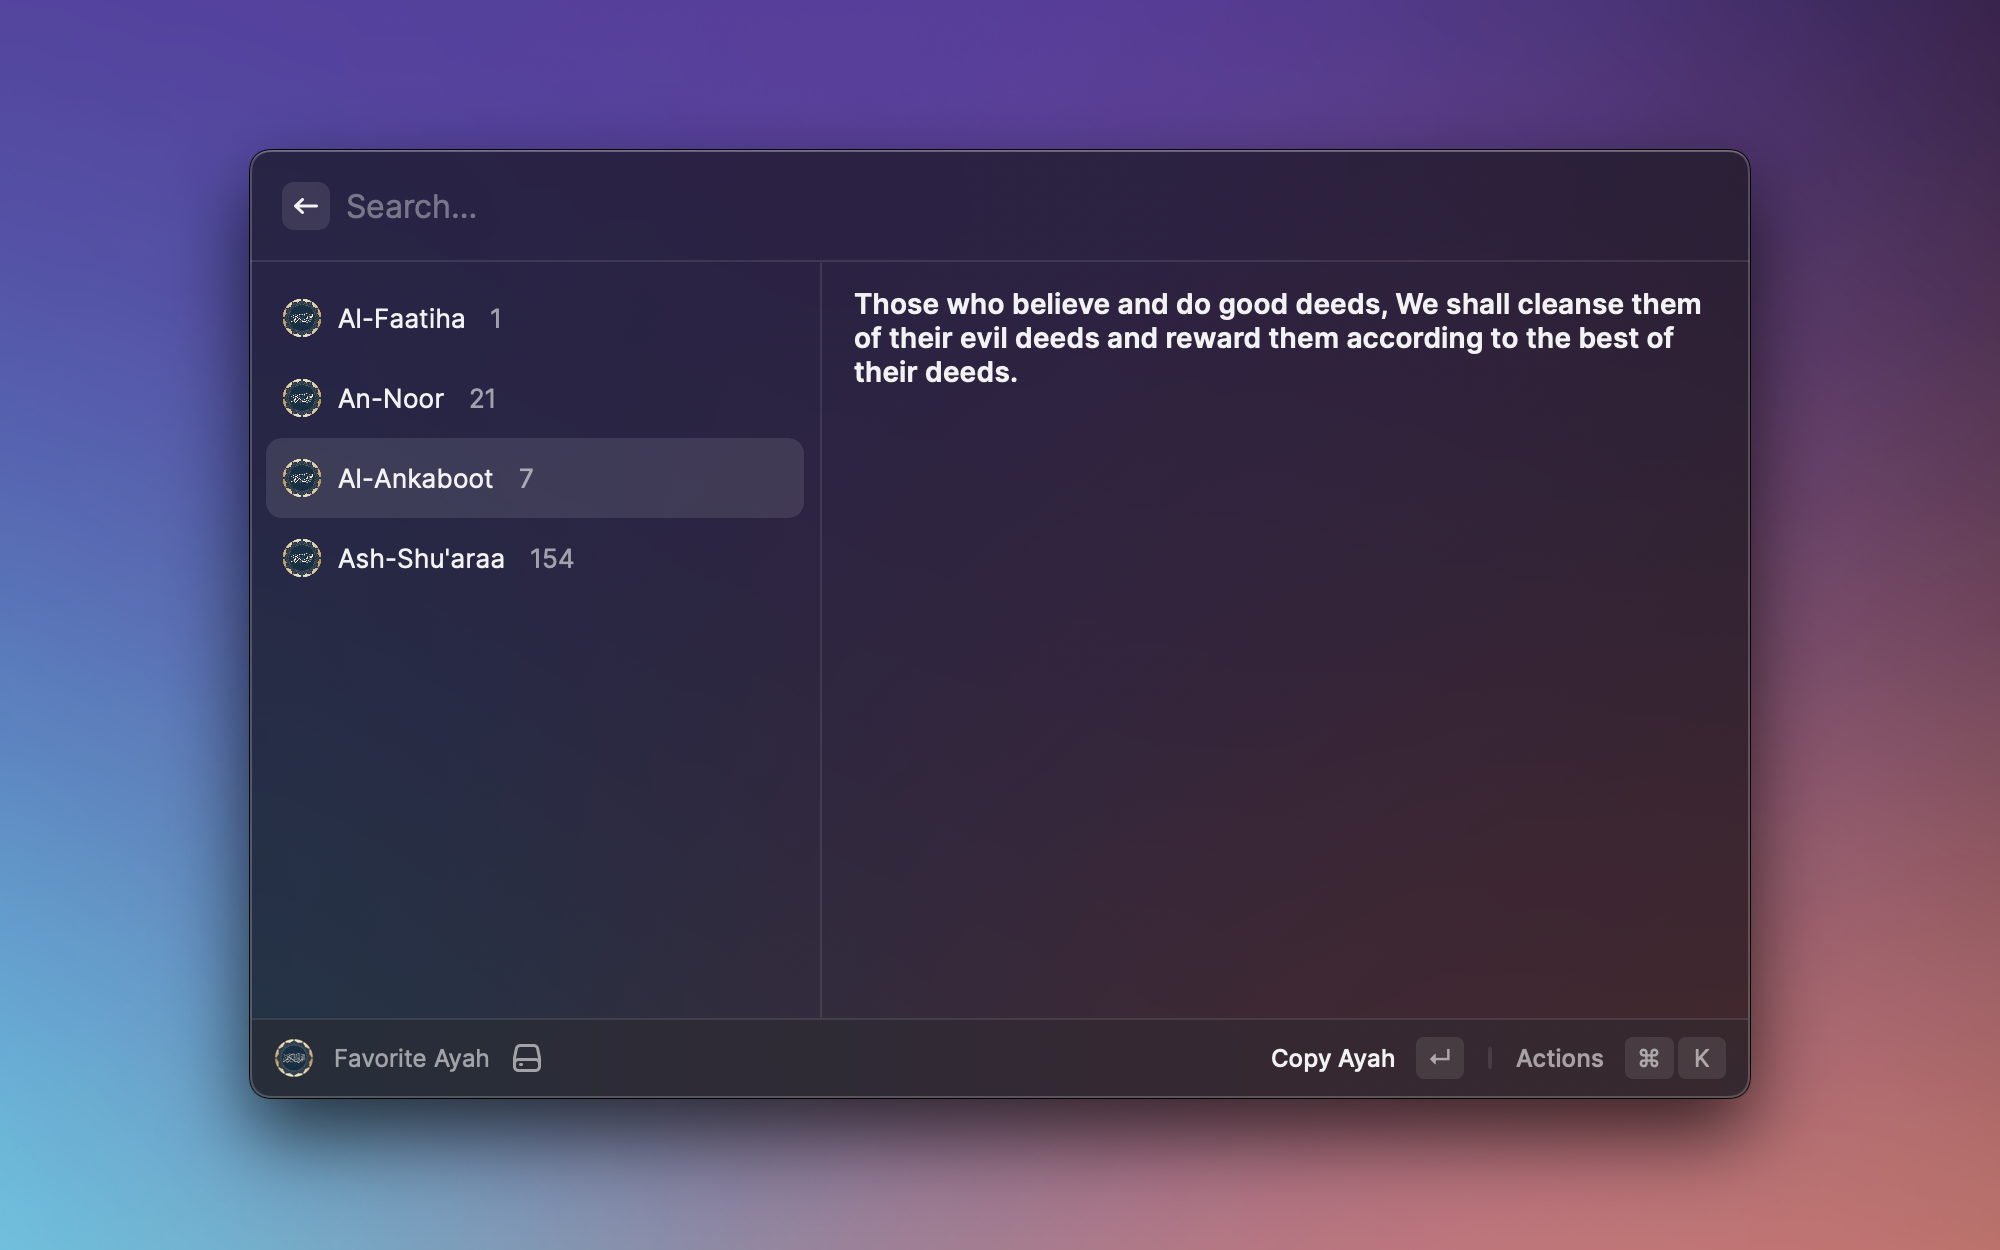 Search...
Al-Faatiha 1
An-Noor 21
Al-Ankaboot 7
Ash-Shu'araa 154
Those who believe and do good deeds, We shall cleanse them
of their evil deeds and reward them according to the best of
their deeds.
Favorite Ayah
Copy Ayah
Actions ⌘ K